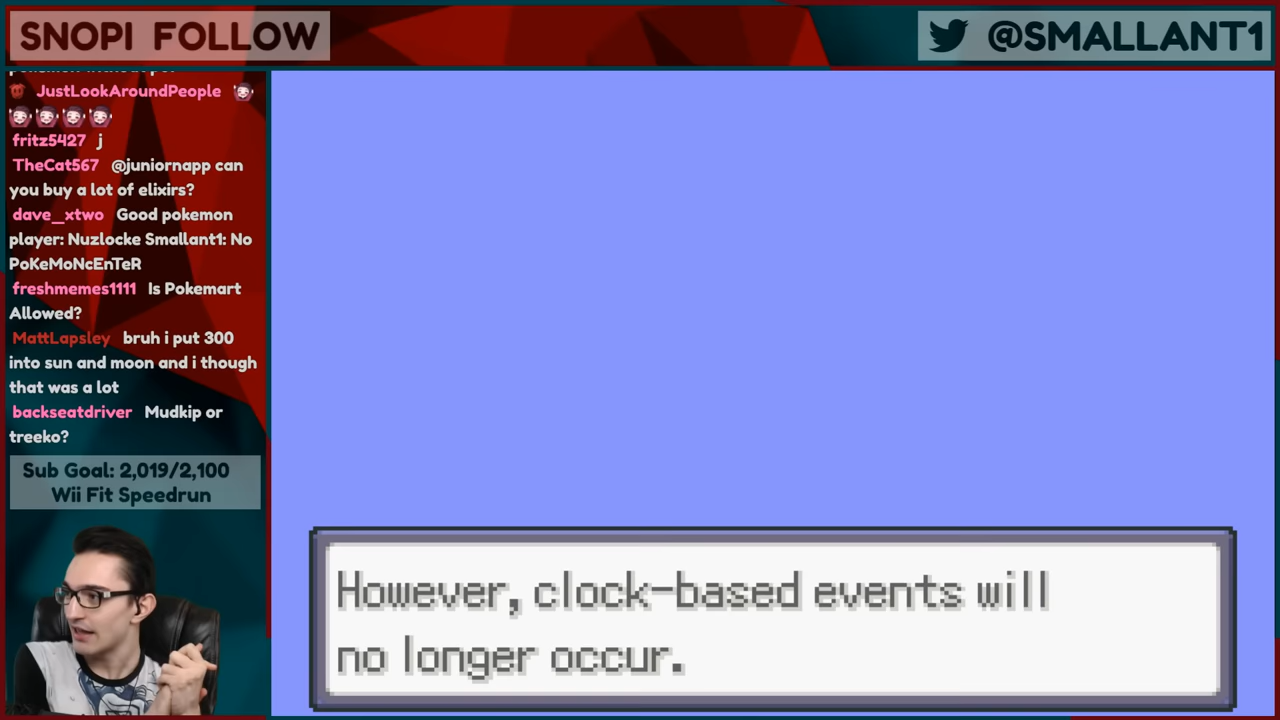 SNOPI FOLLOW
@SMALLANT1
JustLookAroundPeople
fritz5427 j
TheCat567 @juniornapp can
you buy a lot of elixirs?
dave_xtwo Good pokemon
player: Nuzlocke Smallant1: No
PoKeMoNcEnTeR
freshmemes1111 Is Pokemart
Allowed?
MattLapsley bruh i put 300
into sun and moon and i though
that was a lot
backseatdriver Mudkip or
treeko?
Sub Goal: 2,019/2,100
Wii Fit Speedrun
However, clock-based events will
no longer occur.